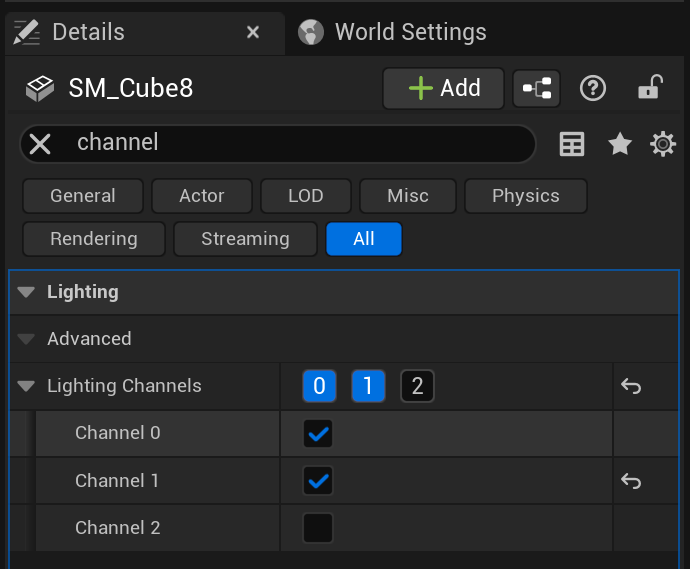 Details World Settings
SM_Cube8 Add
channel
General Actor LOD Misc Physics
Rendering Streaming All
Lighting
Advanced
Lighting Channels 0 1 2
Channel 0
Channel 1
Channel 2